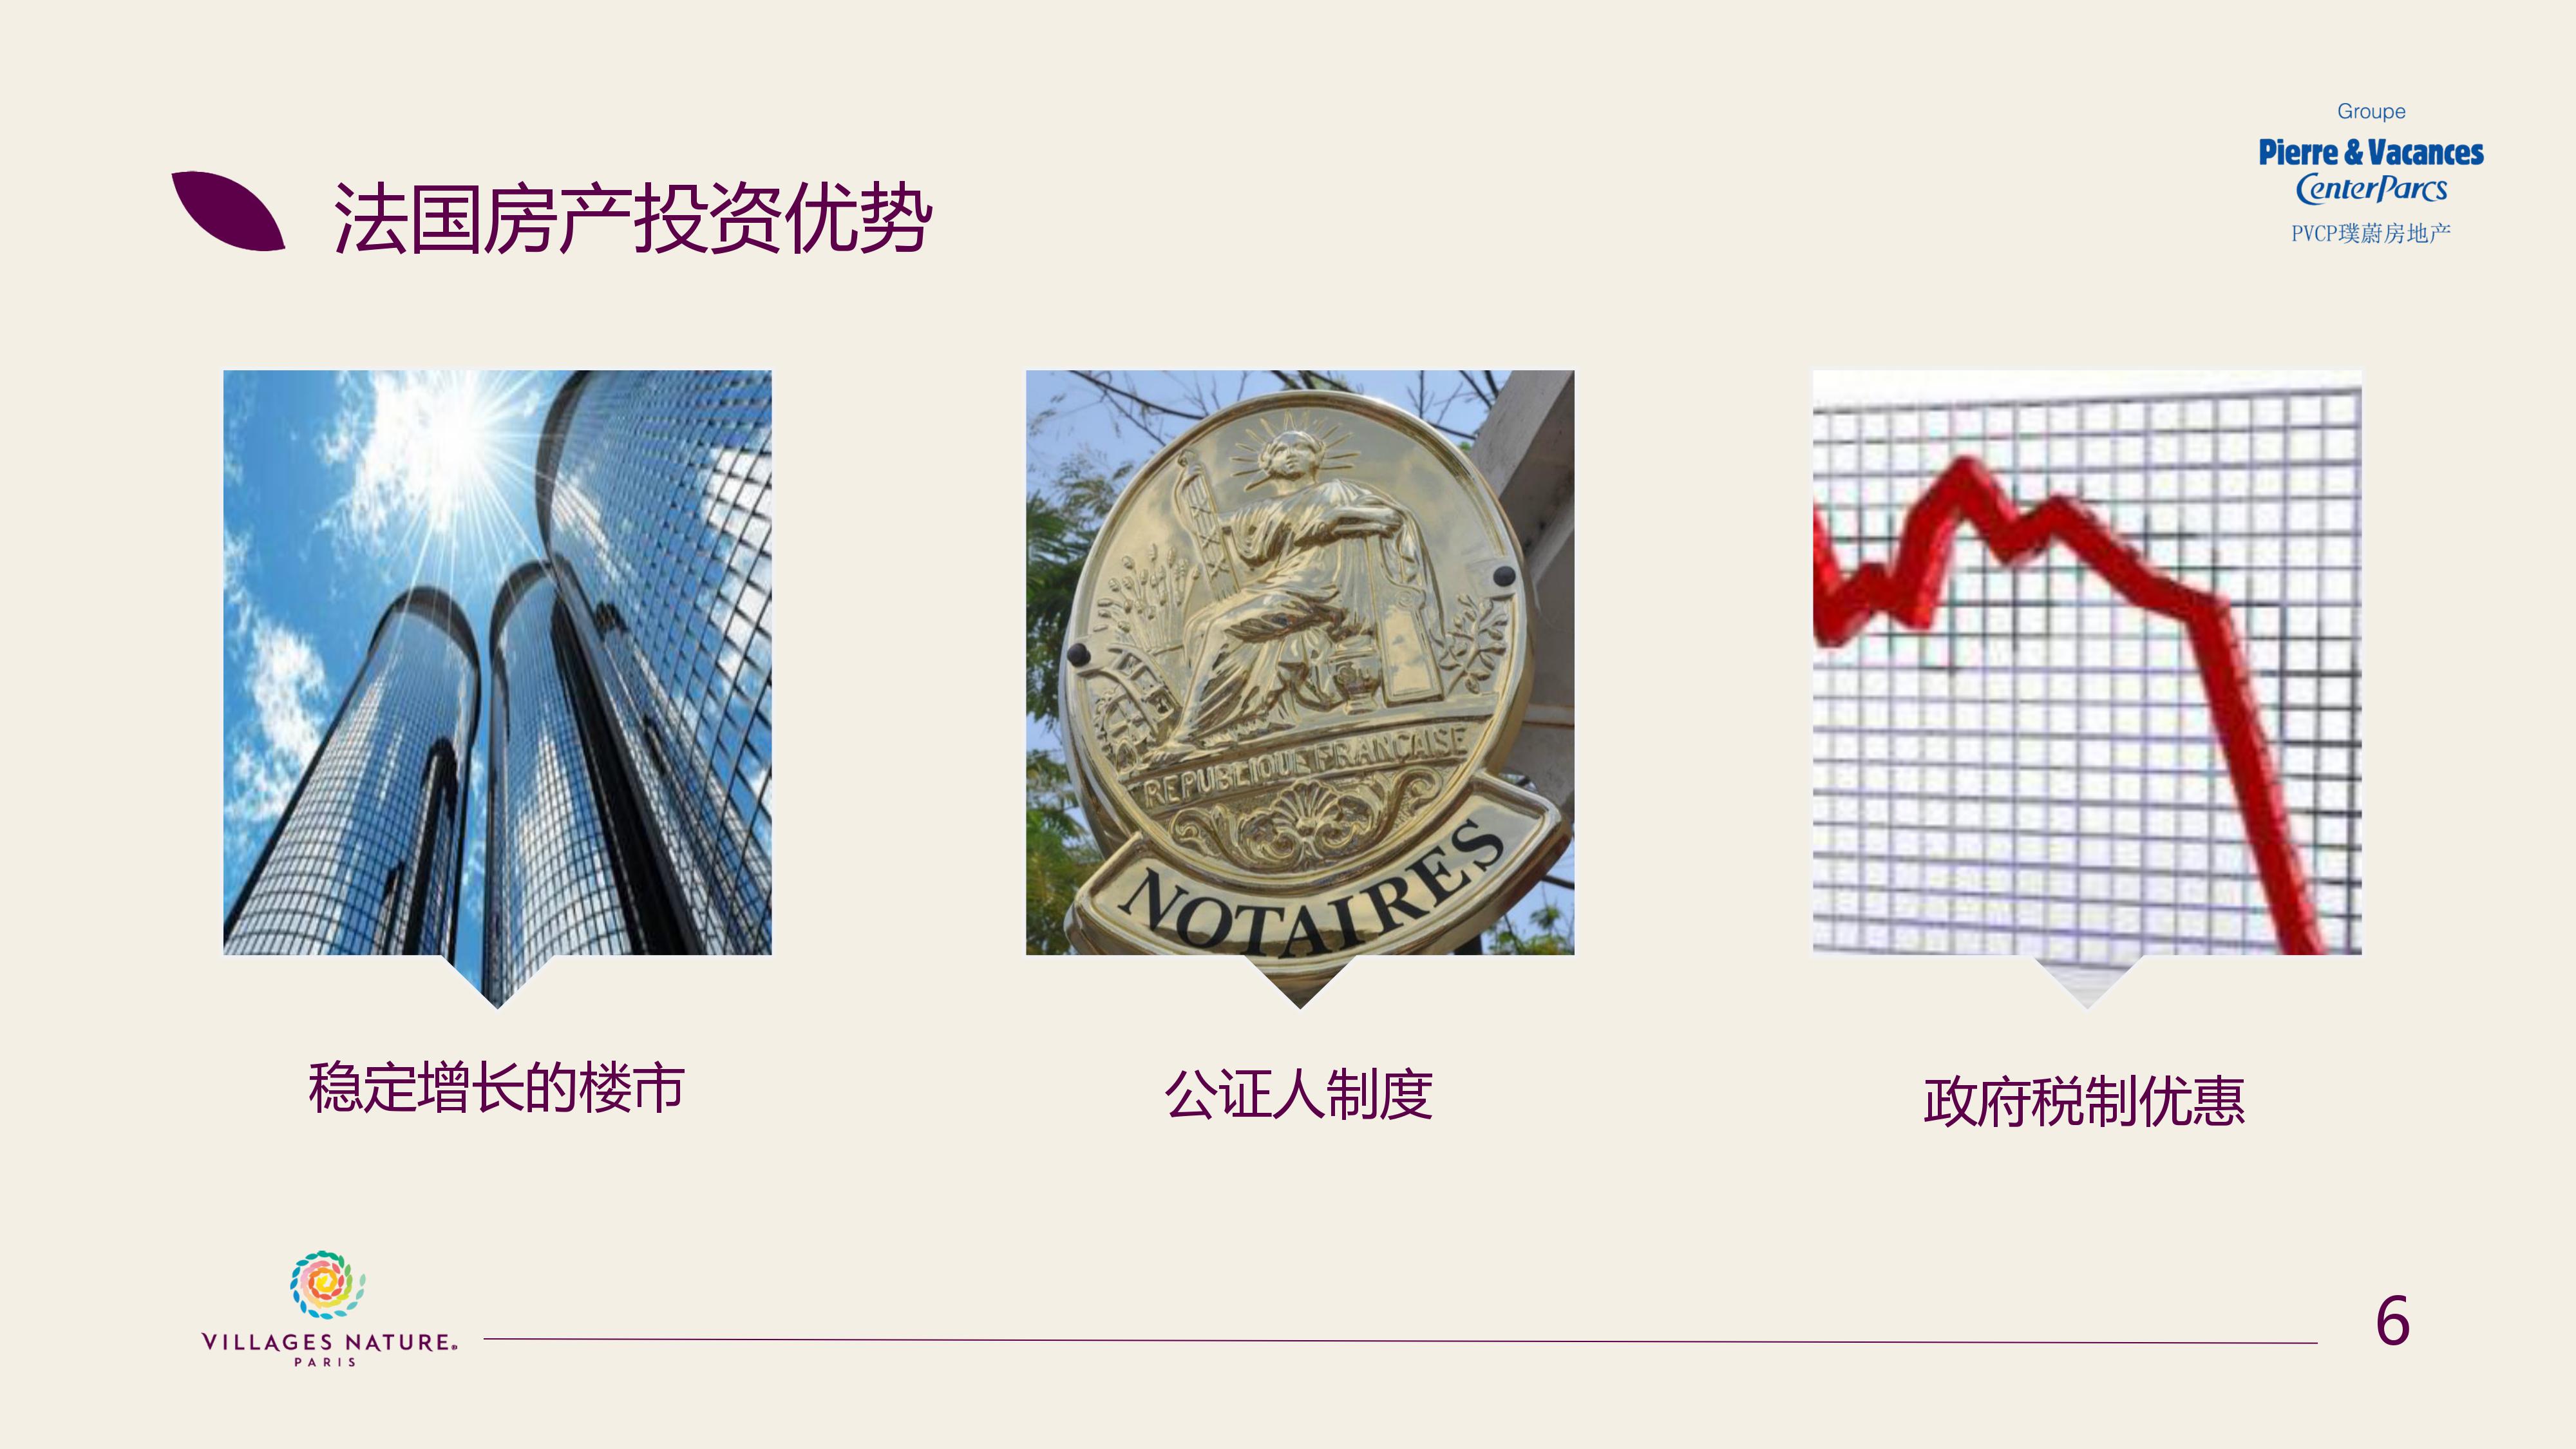 Groupe
Pierre & Vacances
CenterParcs
PVCP璞蔚房地产
法国房产投资优势
REPUBLIQUE FRANCAISE
NOTAIRES
稳定增长的楼市
公证人制度
政府税制优惠
VILLAGES NATURE®
PARIS
6